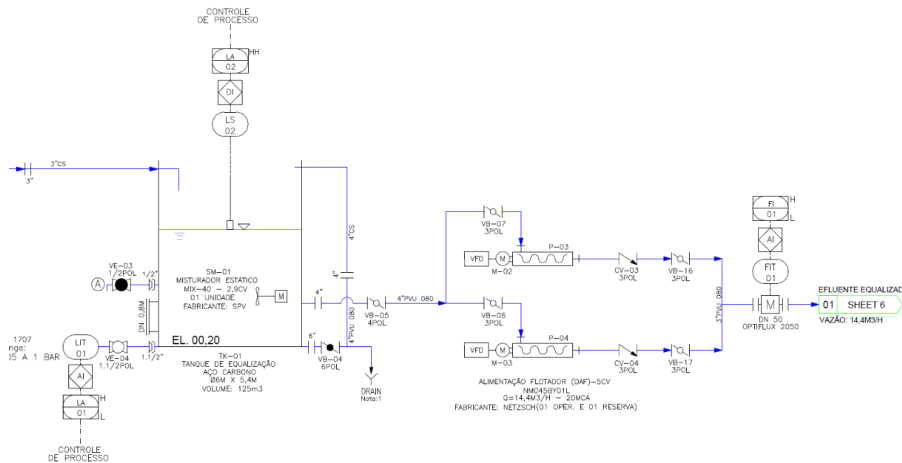 CONTROLE
DE PROCESSO
LA
02
HH
DI
LS
02
3"CS
3"
4"CS
4"
VE-03
1/2POL
1/2"
A
SM-01
MISTURADOR ESTÁTICO
MIX-40 - 2,9CV
01 UNIDADE
FABRICANTE: SPV
M
DN 0,8M
EL. 00,20
1707
nge:
05 A 1 BAR
LIT
01
VE-04
1.1/2POL
1.1/2"
AI
LA
01
H
L
CONTROLE
DE PROCESSO
TK-01
TANQUE DE EQUALIZAÇÃO
AÇO CARBONO
Ø6M X 5,4M
VOLUME: 125m3
4"
6"
VB-04
6POL
4"PVU 080
DRAIN
Nota:1
VB-05
4POL
4"PVU 080
VB-07
3POL
P-03
VFD
M
M-02
CV-03
3POL
VB-16
3POL
VB-06
3POL
P-04
VFD
M
M-03
CV-04
3POL
VB-17
3POL
3"PVU 080
ALIMENTAÇÃO FLOTADOR (DAF)-5CV
NM045BY01L
Q=14,4M3/H - 20MCA
FABRICANTE: NETZSCH(01 OPER. E 01 RESERVA)
FI
01
H
L
AI
FIT
01
M
DN 50
OPTIFLUX 2050
EFLUENTE EQUALIZAD
01 SHEET 6
VAZÃO: 14,4M3/H